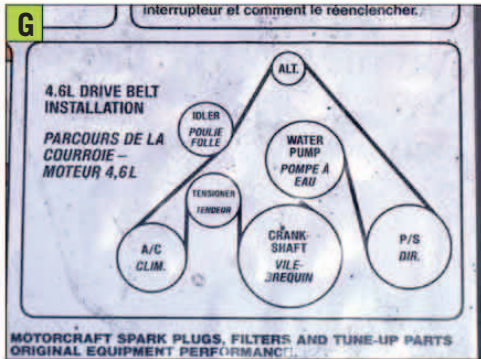 G
interrupteur et comment le réenclencher.
4.6L DRIVE BELT
INSTALLATION
PARCOURS DE LA
COURROIE –
MOTEUR 4,6L
ALT.
IDLER
POULIE
FOLLE
WATER
PUMP
POMPE À
EAU
TENSIONER
TENDEUR
A/C
CLIM.
CRANK-
SHAFT
VILE-
BREQUIN
P/S
DIR.
MOTORCRAFT SPARK PLUGS, FILTERS AND TUNE-UP PARTS
ORIGINAL EQUIPMENT PERFORMANCE.